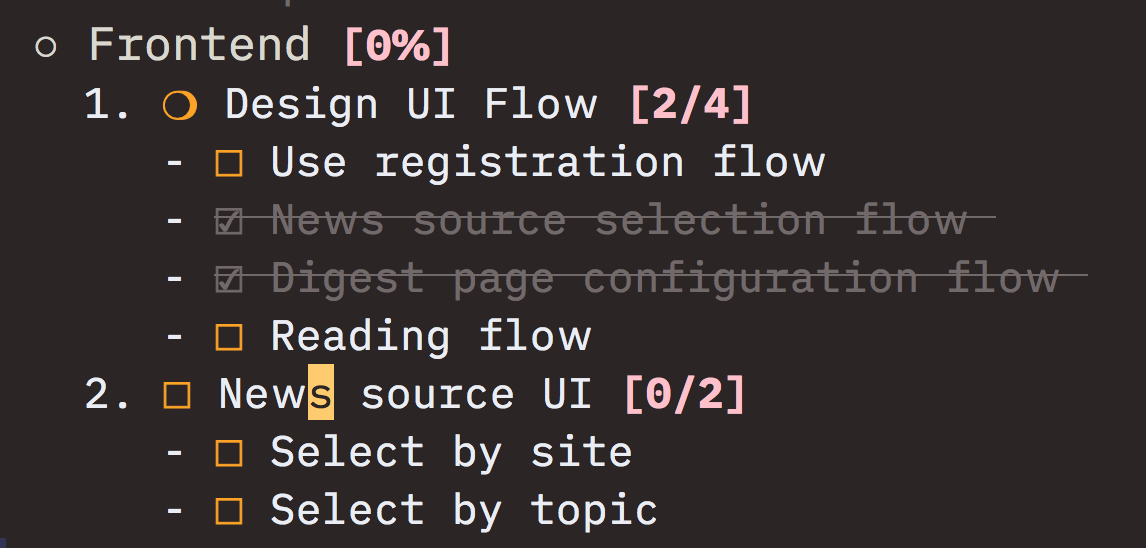 ○ Frontend [0%]
1. ❍ Design UI Flow [2/4]
- ☐ Use registration flow
- ☑ News source selection flow
- ☑ Digest page configuration flow
- ☐ Reading flow
2. ☐ News source UI [0/2]
- ☐ Select by site
- ☐ Select by topic